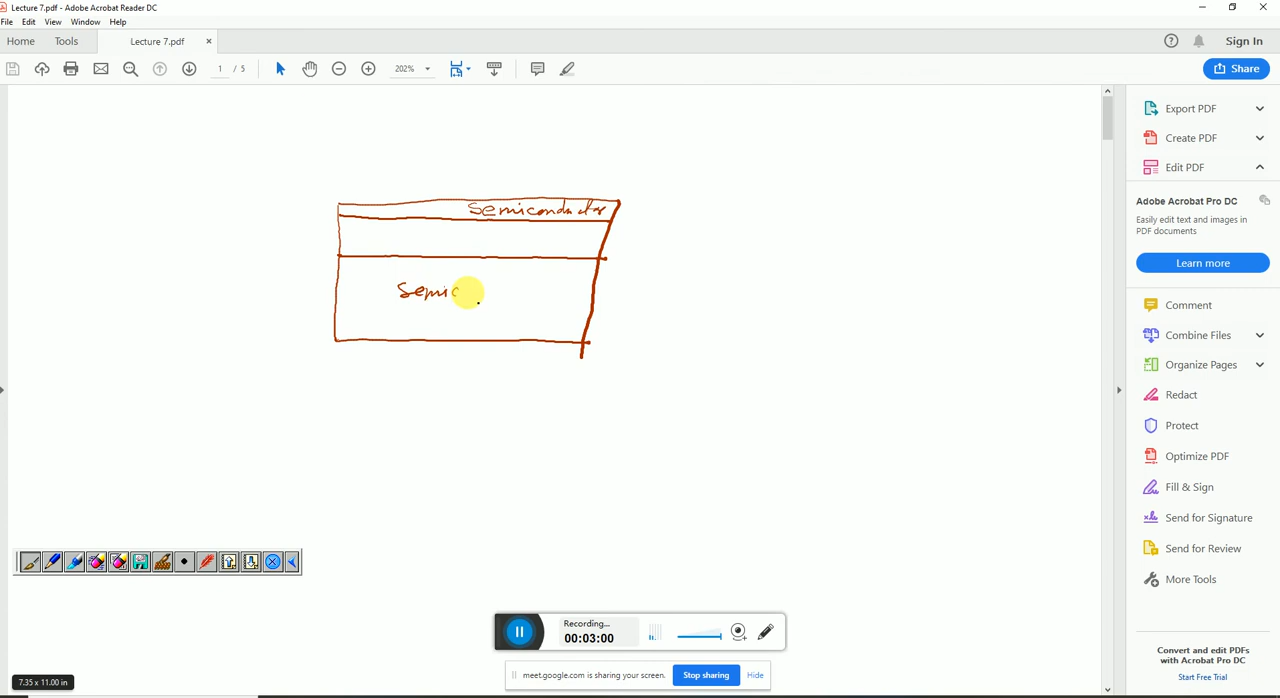 Lecture 7.pdf - Adobe Acrobat Reader DC
File Edit View Window Help
Home Tools Lecture 7.pdf × Sign In
1 / 5 202% Share
Export PDF
Create PDF
Edit PDF
Adobe Acrobat Pro DC
Easily edit text and images in
PDF documents
Learn more
Comment
Combine Files
Organize Pages
Redact
Protect
Optimize PDF
Fill & Sign
Send for Signature
Send for Review
More Tools
Convert and edit PDFs
with Acrobat Pro DC
Start Free Trial
Semiconductor
Semic
Recording...
00:03:00
meet.google.com is sharing your screen. Stop sharing Hide
7.35 x 11.00 in